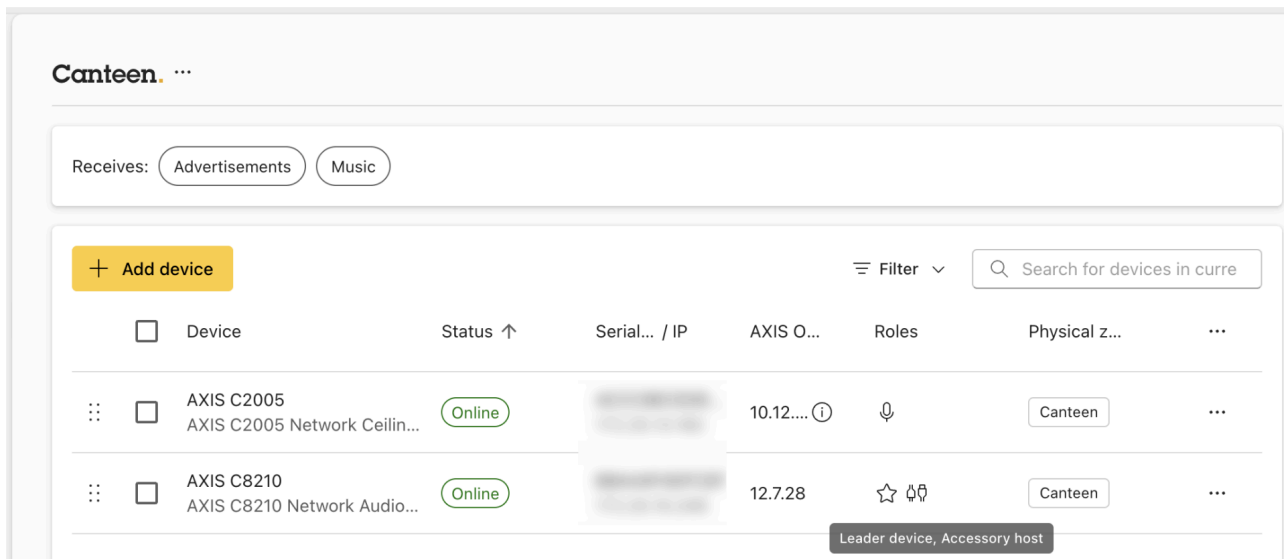 Canteen. ...
Receives: Advertisements Music
+ Add device Filter Search for devices in curre
Device Status ↑ Serial... / IP AXIS O... Roles Physical z... ...
AXIS C2005
AXIS C2005 Network Ceilin...
Online 10.12.... Canteen ...
AXIS C8210
AXIS C8210 Network Audio...
Online 12.7.28 Canteen ...
Leader device, Accessory host